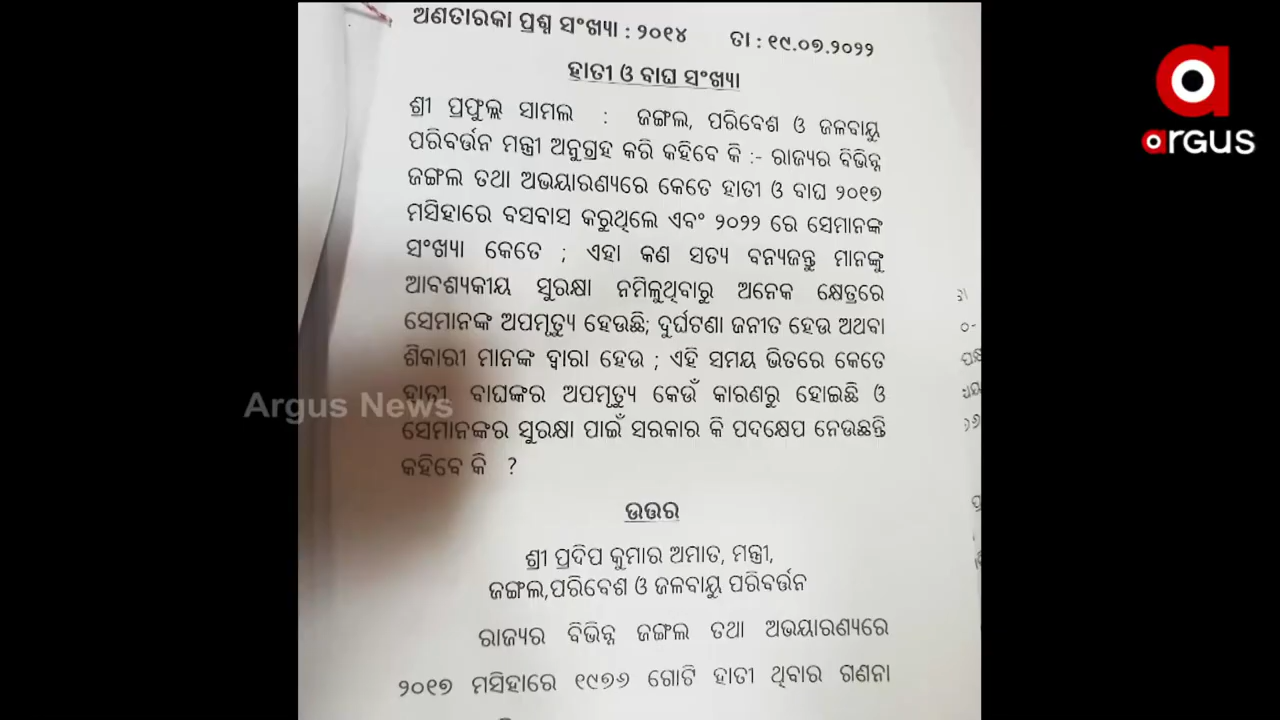 ଅଣତାରକା ପ୍ରଶ୍ନ ସଂଖ୍ୟା : ୨୦୧୪ ତା : ୧୯.୦୭.୨୦୨୨
ହାତୀ ଓ ବାଘ ସଂଖ୍ୟା
ଶ୍ରୀ ପ୍ରଫୁଲ୍ଲ ସାମଲ : ଜଙ୍ଗଲ, ପରିବେଶ ଓ ଜଳବାୟୁ
ପରିବର୍ତ୍ତନ ମନ୍ତ୍ରୀ ଅନୁଗ୍ରହ କରି କହିବେ କି :- ରାଜ୍ୟର ବିଭିନ୍ନ
ଜଙ୍ଗଲ ତଥା ଅଭୟାରଣ୍ୟରେ କେତେ ହାତୀ ଓ ବାଘ ୨୦୧୭
ମସିହାରେ ବସବାସ କରୁଥିଲେ ଏବଂ ୨୦୨୨ ରେ ସେମାନଙ୍କ
ସଂଖ୍ୟା କେତେ ; ଏହା କଣ ସତ୍ୟ ବନ୍ୟଜନ୍ତୁ ମାନଙ୍କୁ
ଆବଶ୍ୟକୀୟ ସୁରକ୍ଷା ନମିଳୁଥିବାରୁ ଅନେକ କ୍ଷେତ୍ରରେ
ସେମାନଙ୍କ ଅପମୃତ୍ୟୁ ହେଉଛି; ଦୁର୍ଘଟଣା ଜନୀତ ହେଉ ଅଥବା
ଶିକାରୀ ମାନଙ୍କ ଦ୍ୱାରା ହେଉ ; ଏହି ସମୟ ଭିତରେ କେତେ
ହାତୀ ବାଘଙ୍କର ଅପମୃତ୍ୟୁ କେଉଁ କାରଣରୁ ହୋଇଛି ଓ
ସେମାନଙ୍କର ସୁରକ୍ଷା ପାଇଁ ସରକାର କି ପଦକ୍ଷେପ ନେଉଛନ୍ତି
କହିବେ କି ?
ଉତ୍ତର
ଶ୍ରୀ ପ୍ରଦିପ କୁମାର ଅମାତ, ମନ୍ତ୍ରୀ,
ଜଙ୍ଗଲ,ପରିବେଶ ଓ ଜଳବାୟୁ ପରିବର୍ତ୍ତନ
ରାଜ୍ୟର ବିଭିନ୍ନ ଜଙ୍ଗଲ ତଥା ଅଭୟାରଣ୍ୟରେ
୨୦୧୭ ମସିହାରେ ୧୯୭୬ ଗୋଟି ହାତୀ ଥିବାର ଗଣନା
Argus News
argus